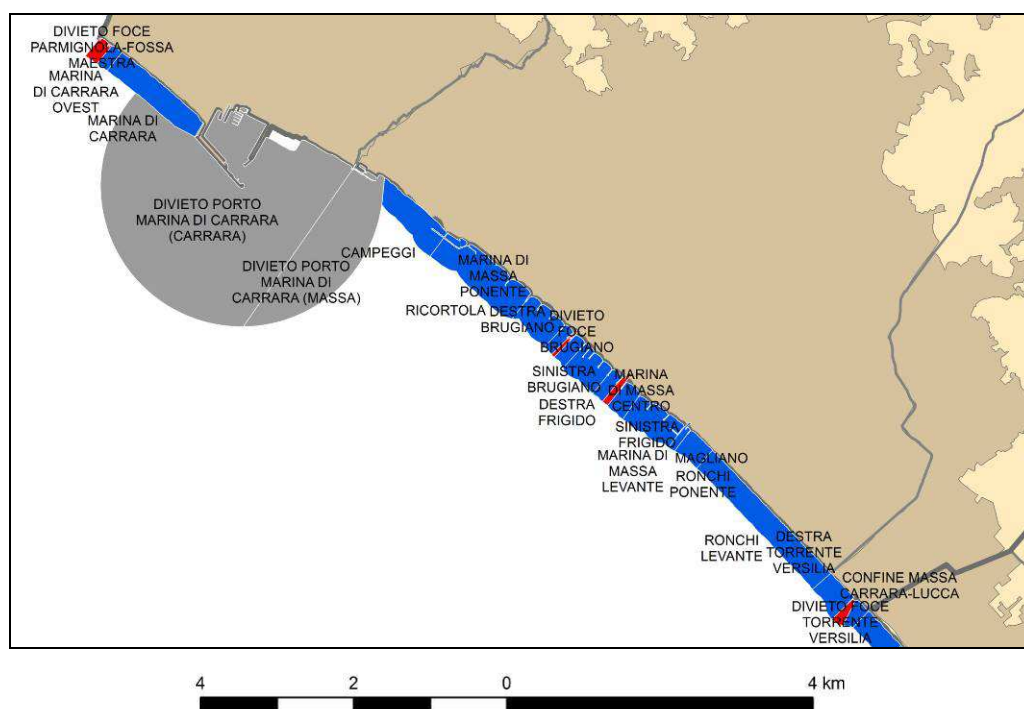 DIVIETO FOCE
PARMIGNOLA-FOSSA
MAESTRA
MARINA
DI CARRARA
OVEST
MARINA DI
CARRARA
DIVIETO PORTO
MARINA DI CARRARA
(CARRARA)
DIVIETO PORTO
MARINA DI
CARRARA (MASSA)
CAMPEGGI
MARINA DI
MASSA
PONENTE
RICORTOLA
DESTRA
BRUGIANO
DIVIETO
FOCE
BRUGIANO
SINISTRA
BRUGIANO
DESTRA
FRIGIDO
MARINA
DI MASSA
CENTRO
SINISTRA
FRIGIDO
MARINA DI
MASSA
LEVANTE
MAGLIANO
RONCHI
PONENTE
RONCHI
LEVANTE
DESTRA
TORRENTE
VERSILIA
CONFINE MASSA
CARRARA-LUCCA
DIVIETO FOCE
TORRENTE
VERSILIA
4 2 0 4 km